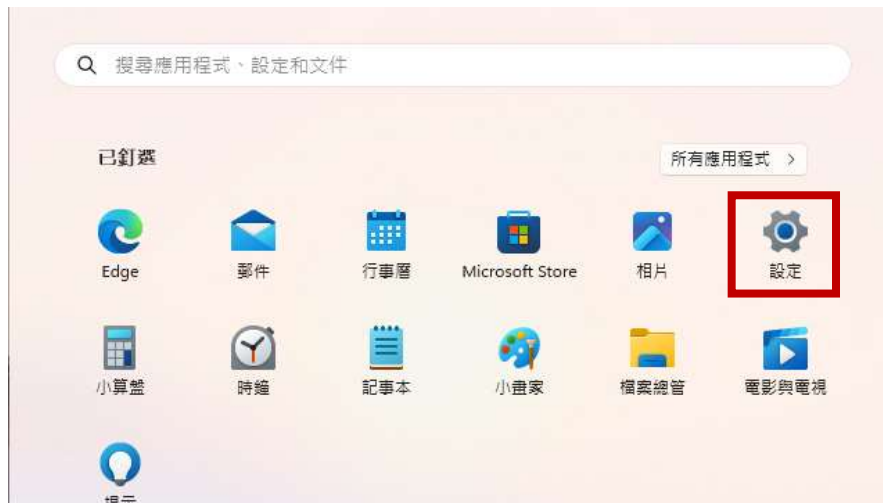 搜尋應用程式、設定和文件
已釘選
所有應用程式 >
Edge 郵件 行事曆 Microsoft Store 相片 設定
小算盤 時鐘 記事本 小畫家 檔案總管 電影與電視
提示